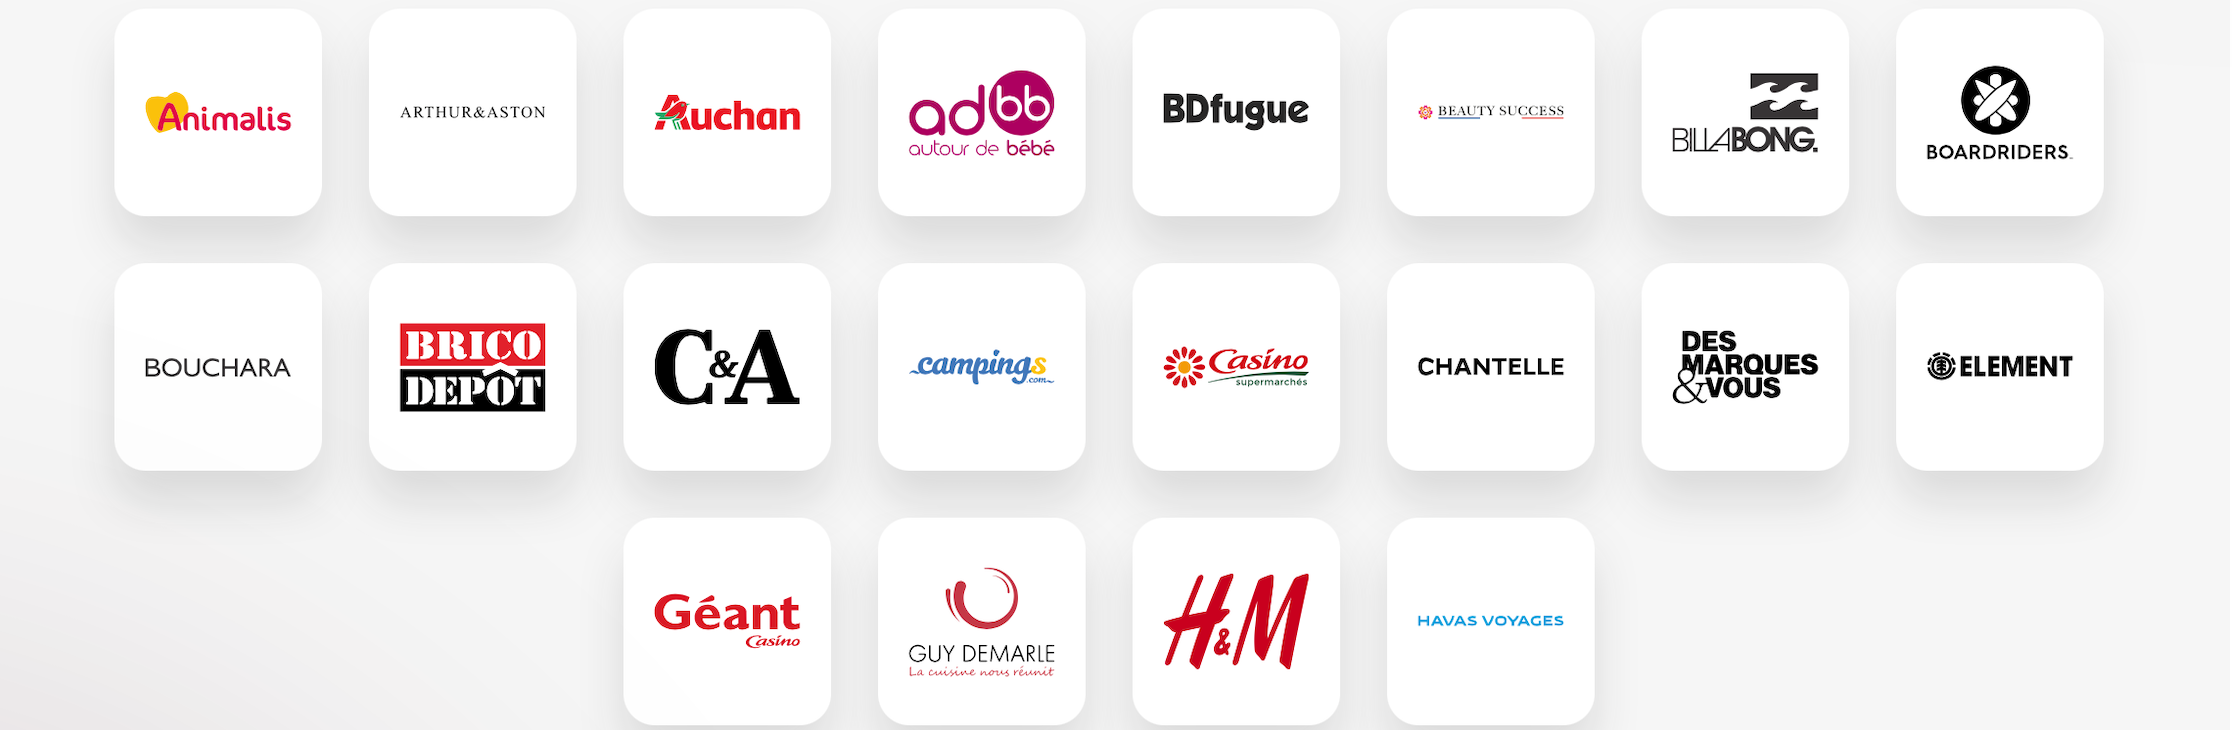 Animalis
ARTHUR&ASTON
Auchan
adbb
autour de bébé
BDfugue
BEAUTY SUCCESS
BILLABONG.
BOARDRIDERS
BOUCHARA
BRICO
DEPÔT
C&A
campings
.com
Casino
supermarchés
CHANTELLE
DES
MARQUES
&VOUS
ELEMENT
Géant
Casino
GUY DEMARLE
La cuisine nous réunit
H&M
HAVAS VOYAGES